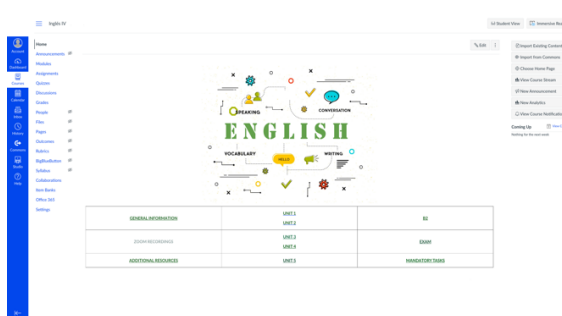 Inglés IV
Student View
Immersive Rea
Account
Dashboard
Courses
Calendar
Inbox
History
Commons
Studio
Help
Home
Announcements
Modules
Assignments
Quizzes
Discussions
Grades
People
Files
Pages
Outcomes
Rubrics
BigBlueButton
Syllabus
Collaborations
Item Banks
Office 365
Settings
Edit
SPEAKING
CONVERSATION
ENGLISH
VOCABULARY
HELLO
WRITING
GENERAL INFORMATION
UNIT 1
UNIT 2
B2
ZOOM RECORDINGS
UNIT 3
UNIT 4
EXAM
ADDITIONAL RESOURCES
UNIT 5
MANDATORY TASKS
Import Existing Content
Import from Commons
Choose Home Page
View Course Stream
New Announcement
New Analytics
View Course Notificatio
Coming Up
View C
Nothing for the next week